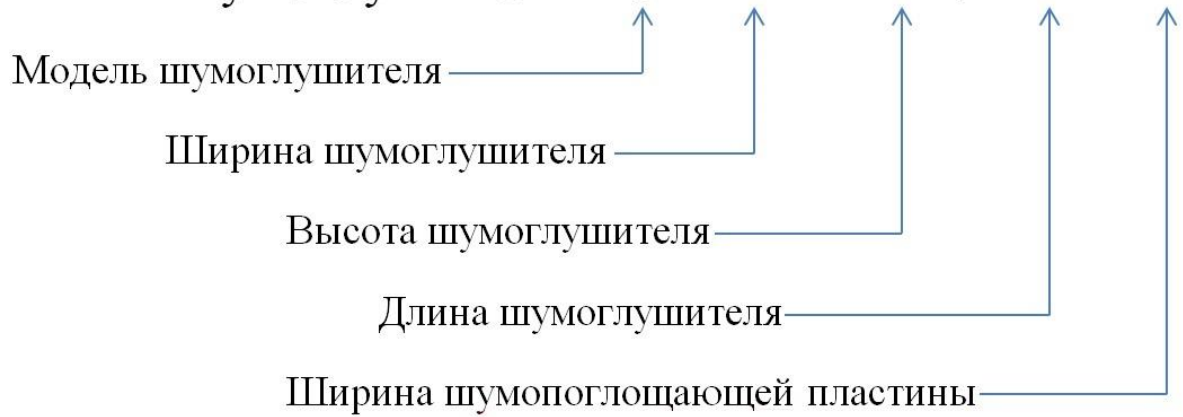 Модель шумоглушителя
Ширина шумоглушителя
Высота шумоглушителя
Длина шумоглушителя
Ширина шумопоглощающей пластины